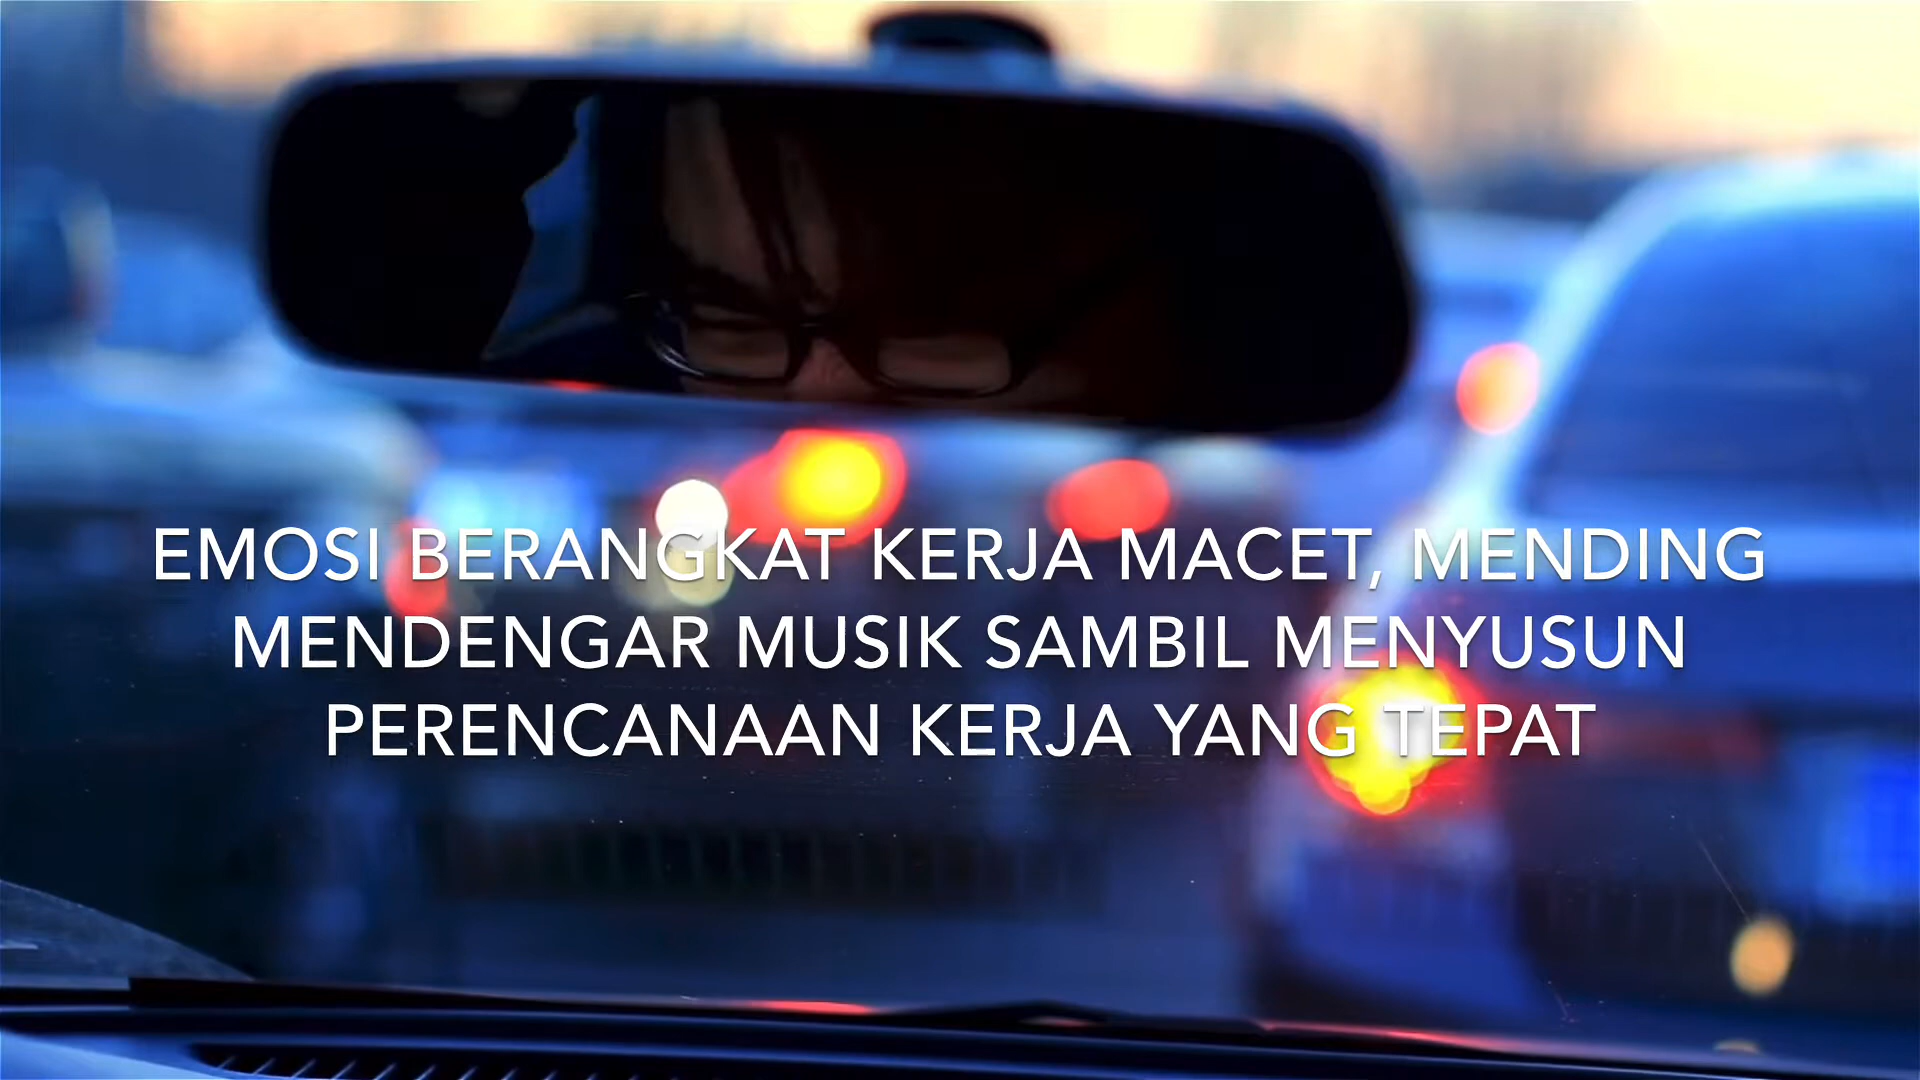 EMOSI BERANGKAT KERJA MACET, MENDING
MENDENGAR MUSIK SAMBIL MENYUSUN
PERENCANAAN KERJA YANG TEPAT